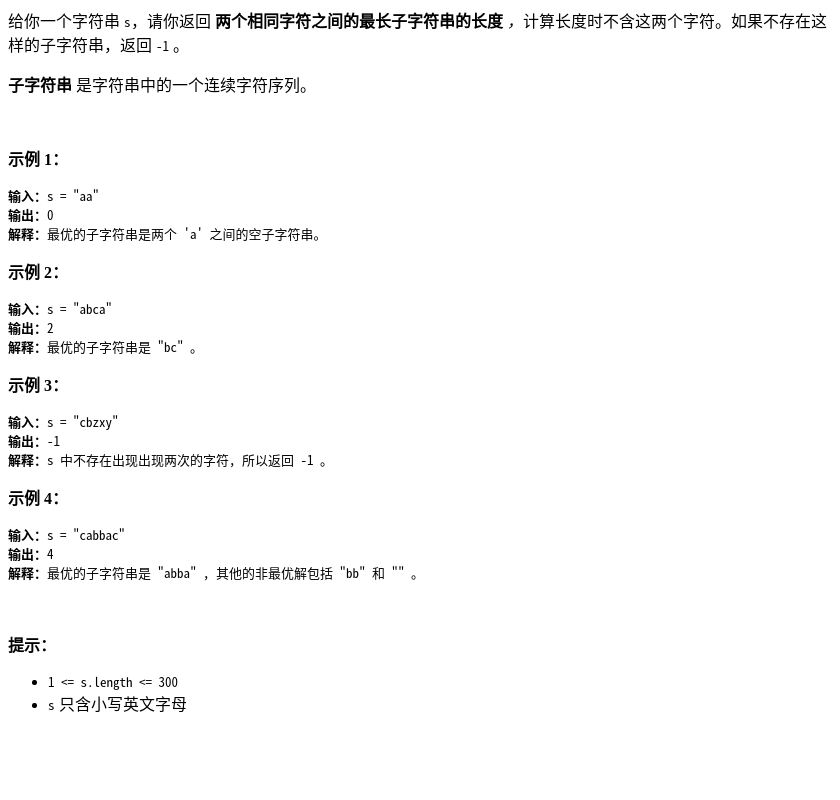 给你一个字符串 s，请你返回 两个相同字符之间的最长子字符串的长度 ，计算长度时不含这两个字符。如果不存在这
样的子字符串，返回 -1 。
子字符串 是字符串中的一个连续字符序列。
示例 1：
输入：s = "aa"
输出：0
解释：最优的子字符串是两个 'a' 之间的空子字符串。
示例 2：
输入：s = "abca"
输出：2
解释：最优的子字符串是 "bc" 。
示例 3：
输入：s = "cbzxy"
输出：-1
解释：s 中不存在出现出现两次的字符，所以返回 -1 。
示例 4：
输入：s = "cabbac"
输出：4
解释：最优的子字符串是 "abba" ，其他的非最优解包括 "bb" 和 "" 。
提示：
• 1 <= s.length <= 300
• s 只含小写英文字母